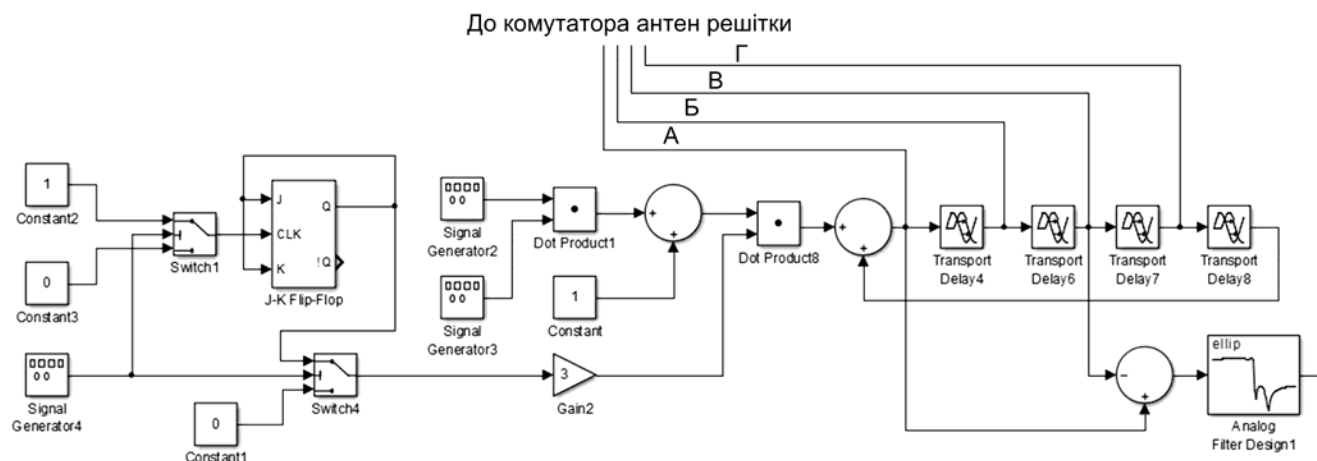 До комутатора антен решітки
Г
В
Б
А
1
Constant2
0
Constant3
Signal
Generator4
Switch1
J
CLK
K
Q
!Q
J-K Flip-Flop
0
Constant1
Switch4
Signal
Generator2
Signal
Generator3
Dot Product1
+
+
1
Constant
3
Gain2
Dot Product8
+
+
Transport
Delay4
Transport
Delay6
Transport
Delay7
Transport
Delay8
−
+
ellip
Analog
Filter Design1